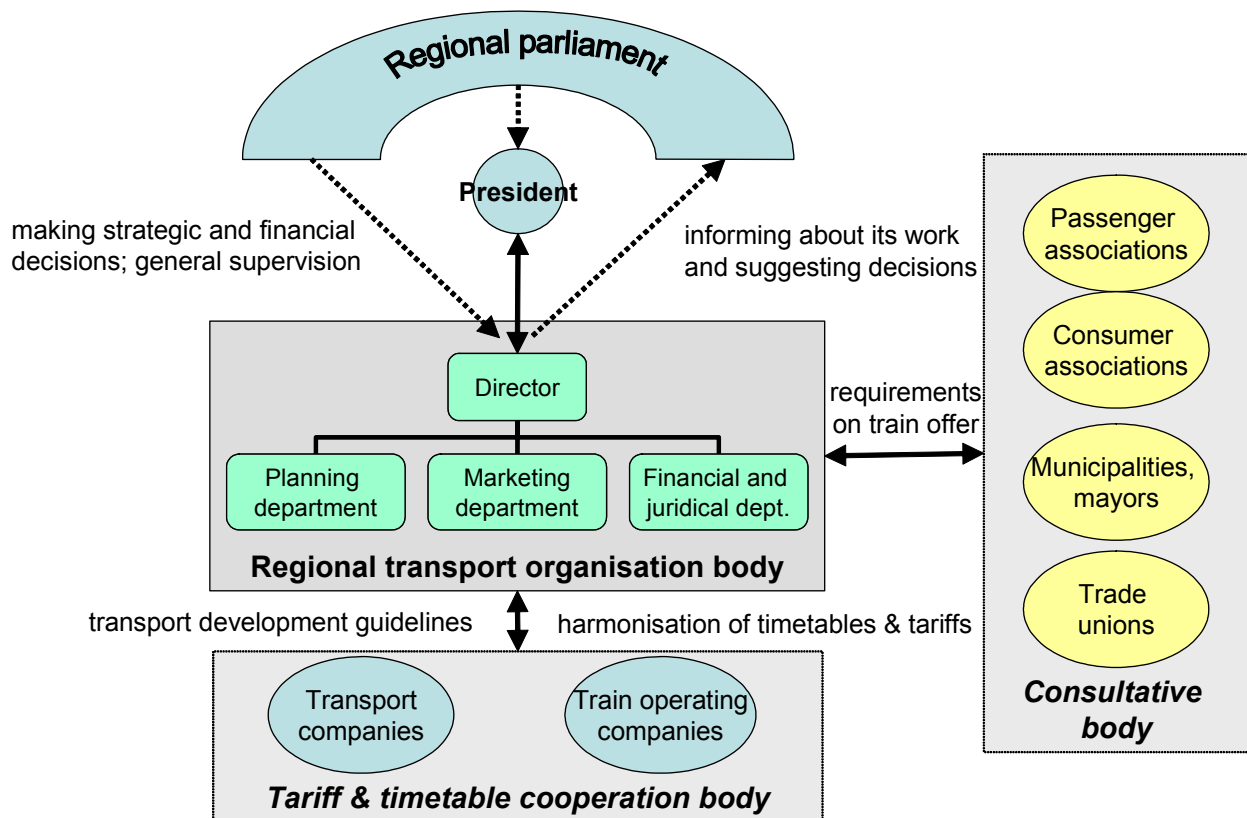 Regional parliament
President
making strategic and financial
decisions; general supervision
informing about its work
and suggesting decisions
Director
Planning
department
Marketing
department
Financial and
juridical dept.
Regional transport organisation body
requirements
on train offer
Passenger
associations
Consumer
associations
Municipalities,
mayors
Trade
unions
Consultative
body
transport development guidelines
harmonisation of timetables & tariffs
Transport
companies
Train operating
companies
Tariff & timetable cooperation body